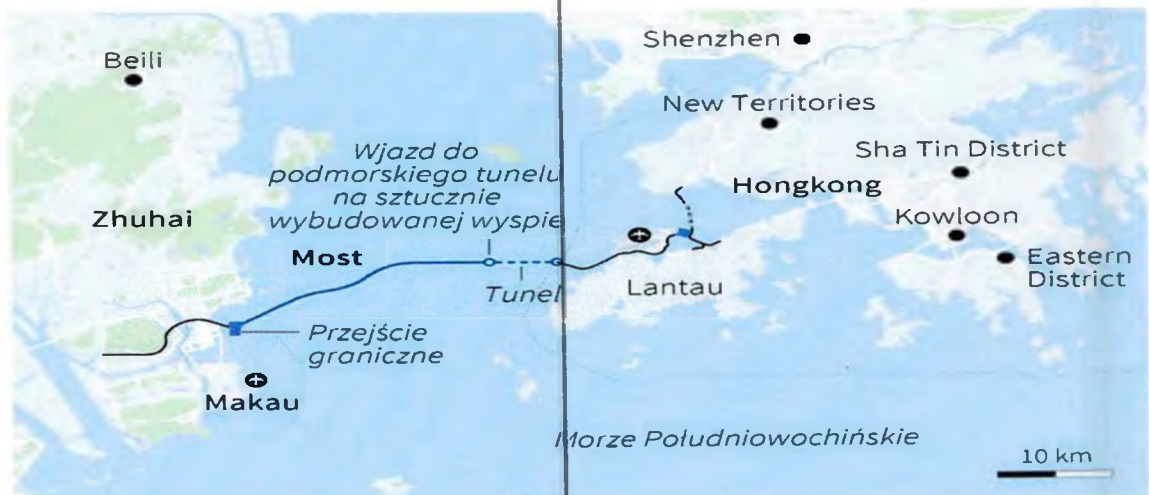 Beili
Shenzhen
New Territories
Wjazd do
podmorskiego tunelu
na sztucznie
wybudowanej wyspie
Sha Tin District
Hongkong
Zhuhai
Kowloon
Most
Eastern
District
Tunel
Lantau
Przejście
graniczne
Makau
Morze Południowochińskie
10 km